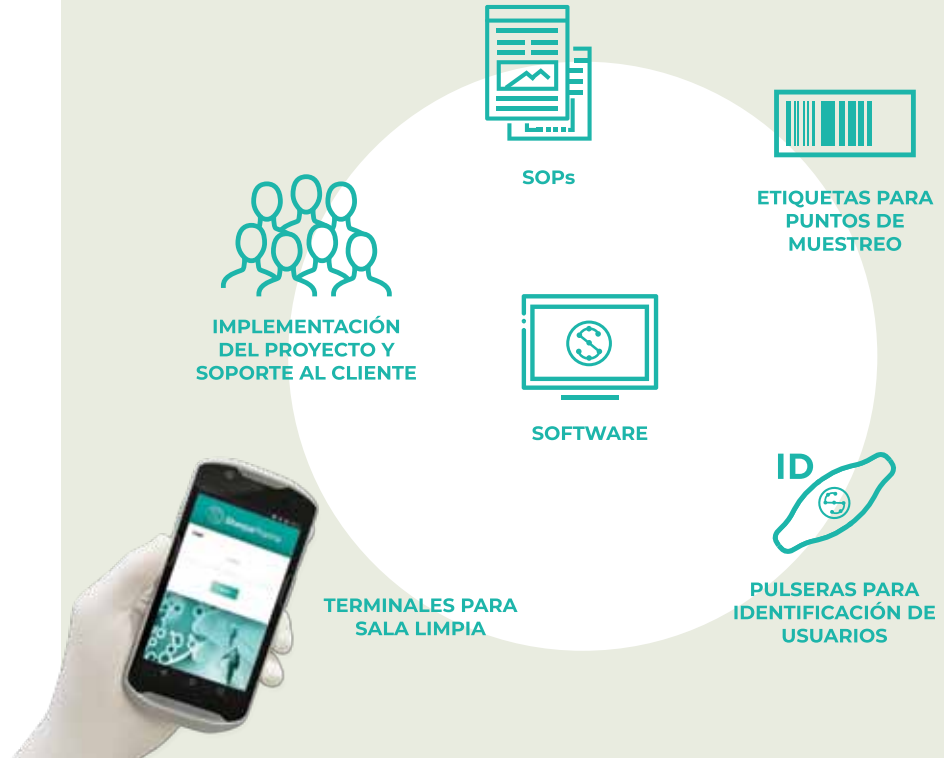 SOPs
ETIQUETAS PARA
PUNTOS DE
MUESTREO
IMPLEMENTACIÓN
DEL PROYECTO Y
SOPORTE AL CLIENTE
SOFTWARE
ID
PULSERAS PARA
IDENTIFICACIÓN DE
USUARIOS
TERMINALES PARA
SALA LIMPIA